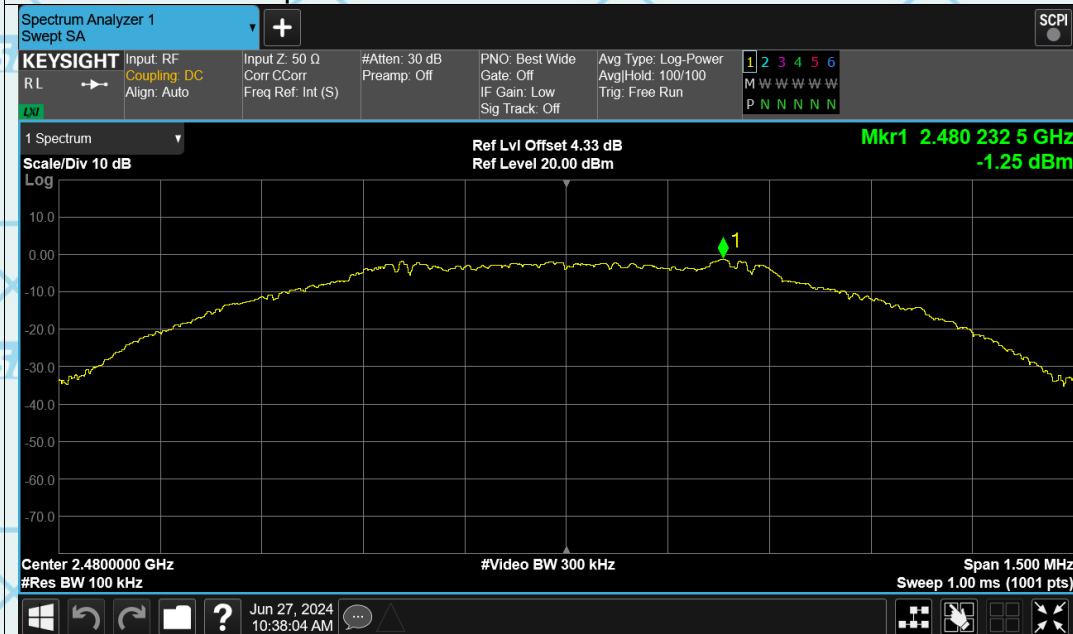 Spectrum Analyzer 1
Swept SA
+
SCPI
KEYSIGHT
R L
LXI
Input: RF
Coupling: DC
Align: Auto
Input Z: 50 Ω
Corr CCorr
Freq Ref: Int (S)
#Atten: 30 dB
Preamp: Off
PNO: Best Wide
Gate: Off
IF Gain: Low
Sig Track: Off
Avg Type: Log-Power
Avg|Hold: 100/100
Trig: Free Run
1 2 3 4 5 6
M W W W W W
P N N N N N
1 Spectrum
Scale/Div 10 dB
Log
Ref Lvl Offset 4.33 dB
Ref Level 20.00 dBm
Mkr1 2.480 232 5 GHz
-1.25 dBm
1
10.0
0.00
-10.0
-20.0
-30.0
-40.0
-50.0
-60.0
-70.0
Center 2.4800000 GHz
#Res BW 100 kHz
#Video BW 300 kHz
Span 1.500 MHz
Sweep 1.00 ms (1001 pts)
?
Jun 27, 2024
10:38:04 AM